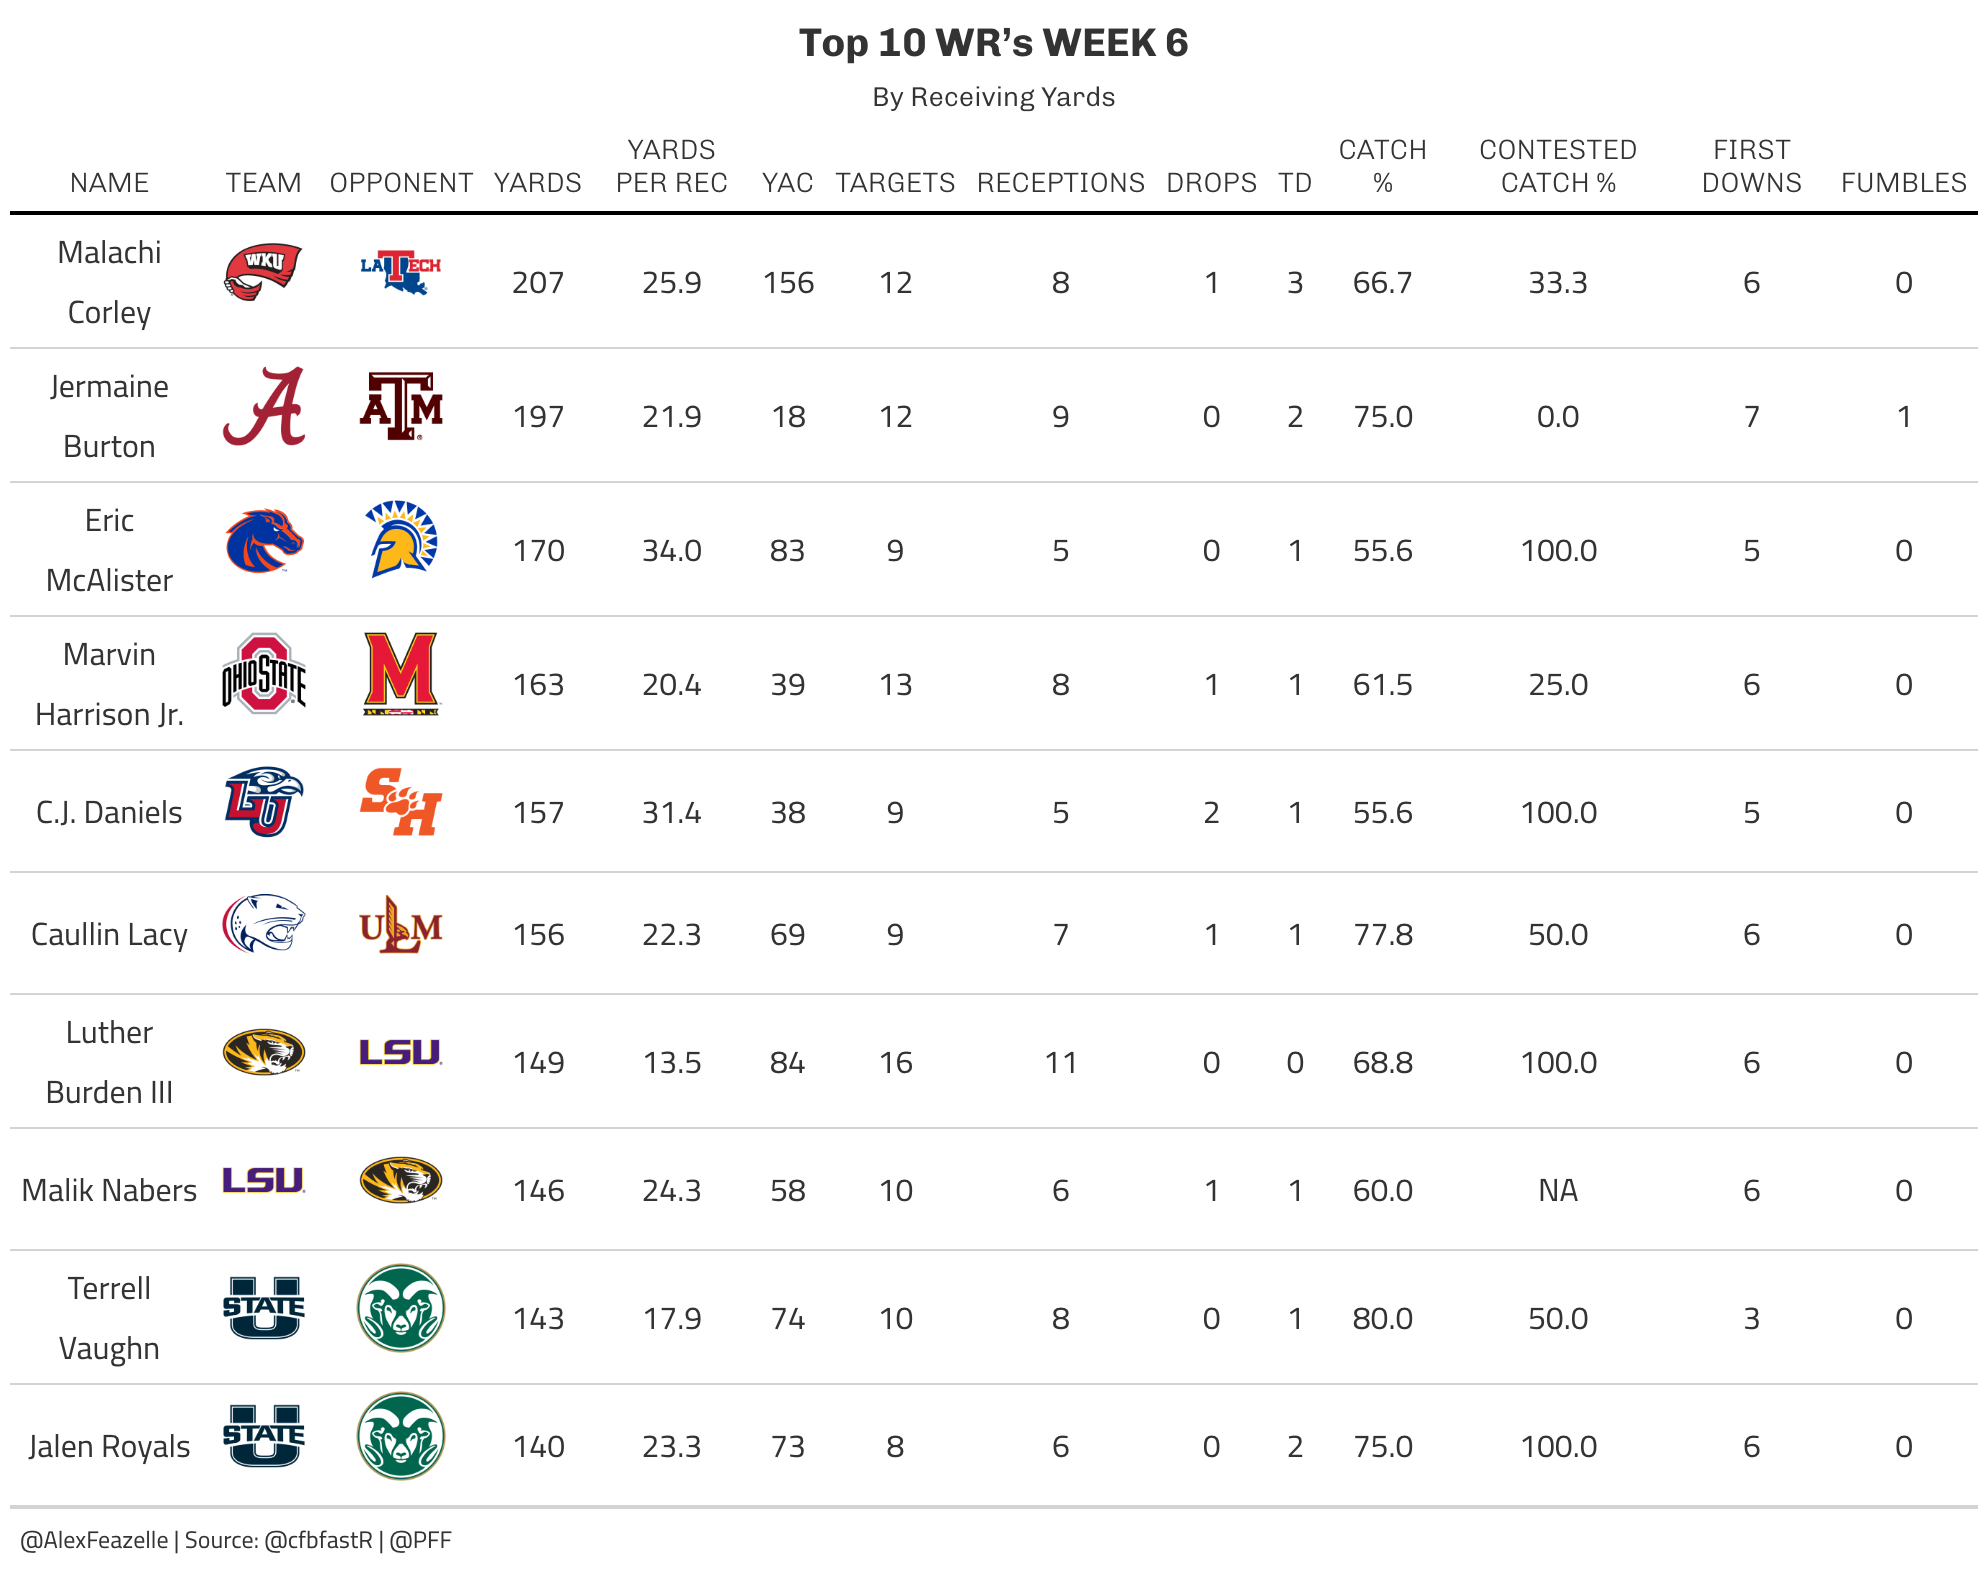 Top 10 WR’s WEEK 6
By Receiving Yards
NAME TEAM OPPONENT YARDS YARDS PER REC YAC TARGETS RECEPTIONS DROPS TD CATCH % CONTESTED CATCH % FIRST DOWNS FUMBLES
Malachi Corley WKU LA TECH 207 25.9 156 12 8 1 3 66.7 33.3 6 0
Jermaine Burton A ATM 197 21.9 18 12 9 0 2 75.0 0.0 7 1
Eric McAlister 170 34.0 83 9 5 0 1 55.6 100.0 5 0
Marvin Harrison Jr. OHIO STATE M 163 20.4 39 13 8 1 1 61.5 25.0 6 0
C.J. Daniels LU SH 157 31.4 38 9 5 2 1 55.6 100.0 5 0
Caullin Lacy ULM 156 22.3 69 9 7 1 1 77.8 50.0 6 0
Luther Burden III LSU 149 13.5 84 16 11 0 0 68.8 100.0 6 0
Malik Nabers LSU 146 24.3 58 10 6 1 1 60.0 NA 6 0
Terrell Vaughn U STATE 143 17.9 74 10 8 0 1 80.0 50.0 3 0
Jalen Royals U STATE 140 23.3 73 8 6 0 2 75.0 100.0 6 0
@AlexFeazelle | Source: @cfbfastR | @PFF